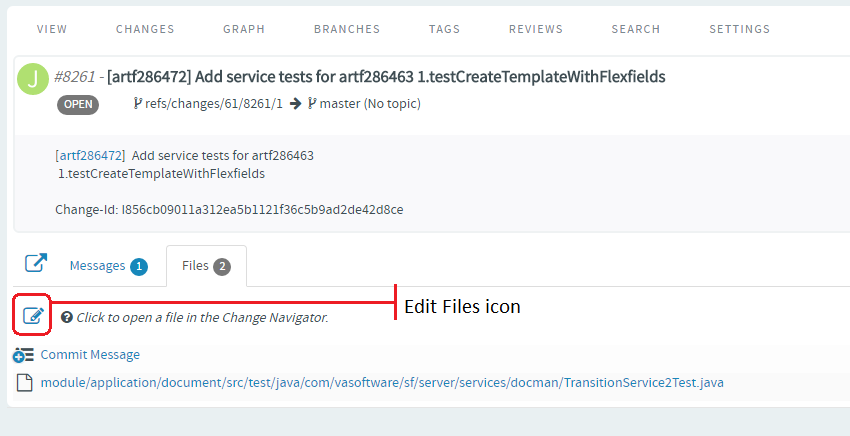 VIEW CHANGES GRAPH BRANCHES TAGS REVIEWS SEARCH SETTINGS
J #8261 - [artf286472] Add service tests for artf286463 1.testCreateTemplateWithFlexfields
OPEN refs/changes/61/8261/1 → master (No topic)
[artf286472] Add service tests for artf286463
1.testCreateTemplateWithFlexfields
Change-Id: I856cb09011a312ea5b1121f36c5b9ad2de42d8ce
Messages 1 Files 2
? Click to open a file in the Change Navigator. Edit Files icon
Commit Message
module/application/document/src/test/java/com/vasoftware/sf/server/services/docman/TransitionService2Test.java